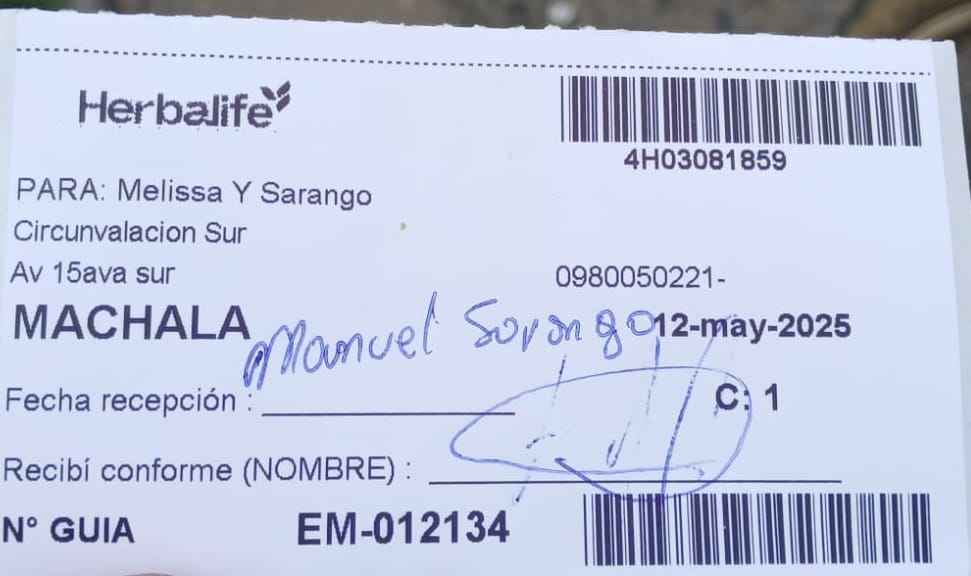 Herbalife
4H03081859
PARA: Melissa Y Sarango
Circunvalacion Sur
Av 15ava sur
0980050221-
MACHALA
Manuel Sarango
12-may-2025
Fecha recepción :
C: 1
Recibí conforme (NOMBRE) :
N° GUIA EM-012134